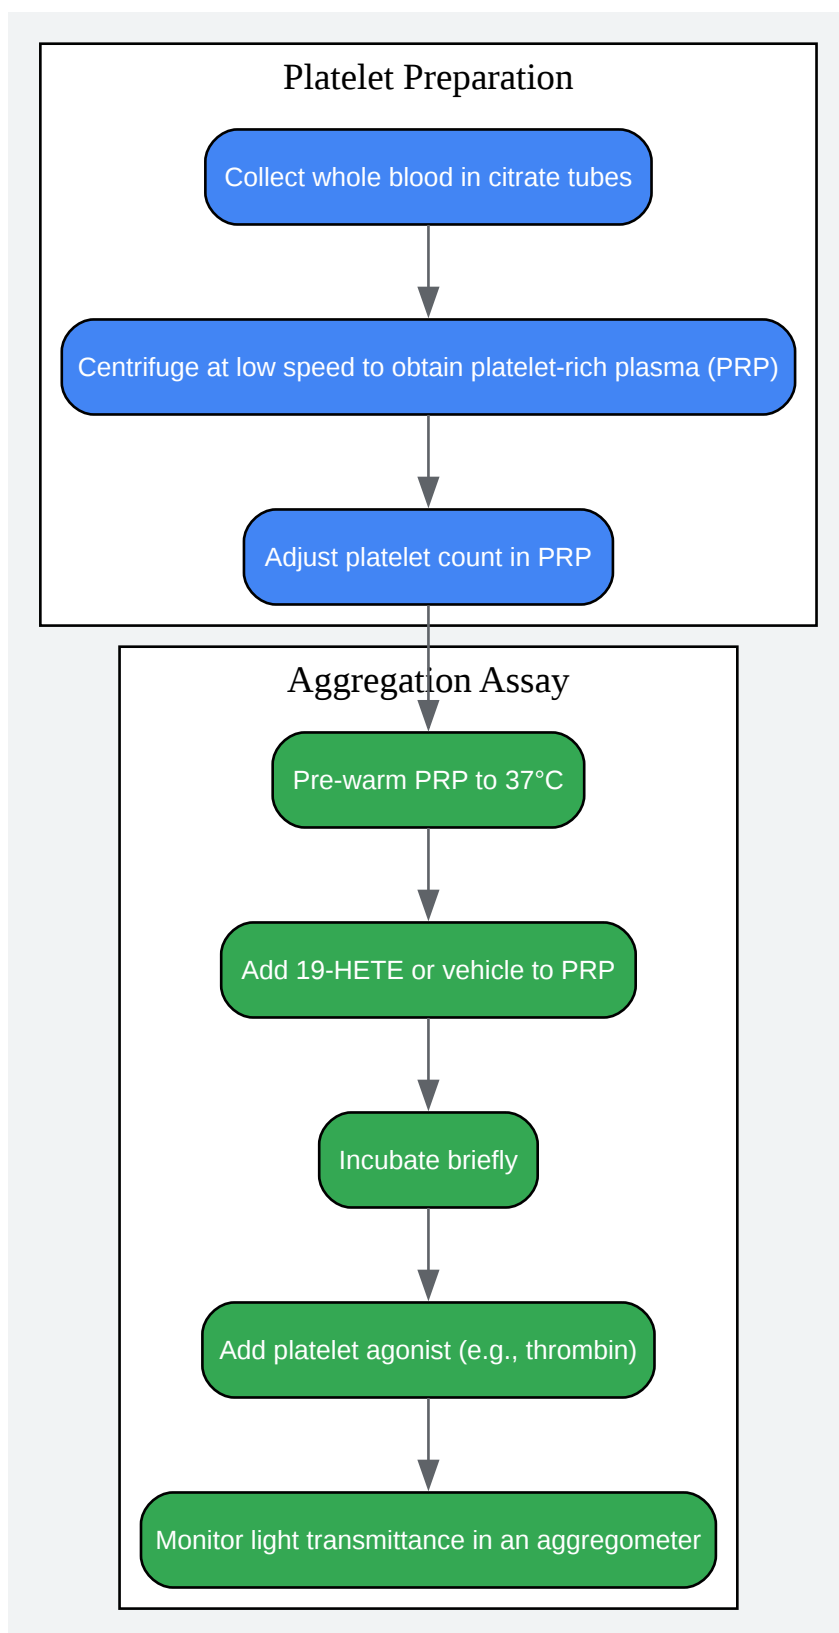 Platelet Preparation
Collect whole blood in citrate tubes
Centrifuge at low speed to obtain platelet-rich plasma (PRP)
Adjust platelet count in PRP
Aggregation Assay
Pre-warm PRP to 37°C
Add 19-HETE or vehicle to PRP
Incubate briefly
Add platelet agonist (e.g., thrombin)
Monitor light transmittance in an aggregometer